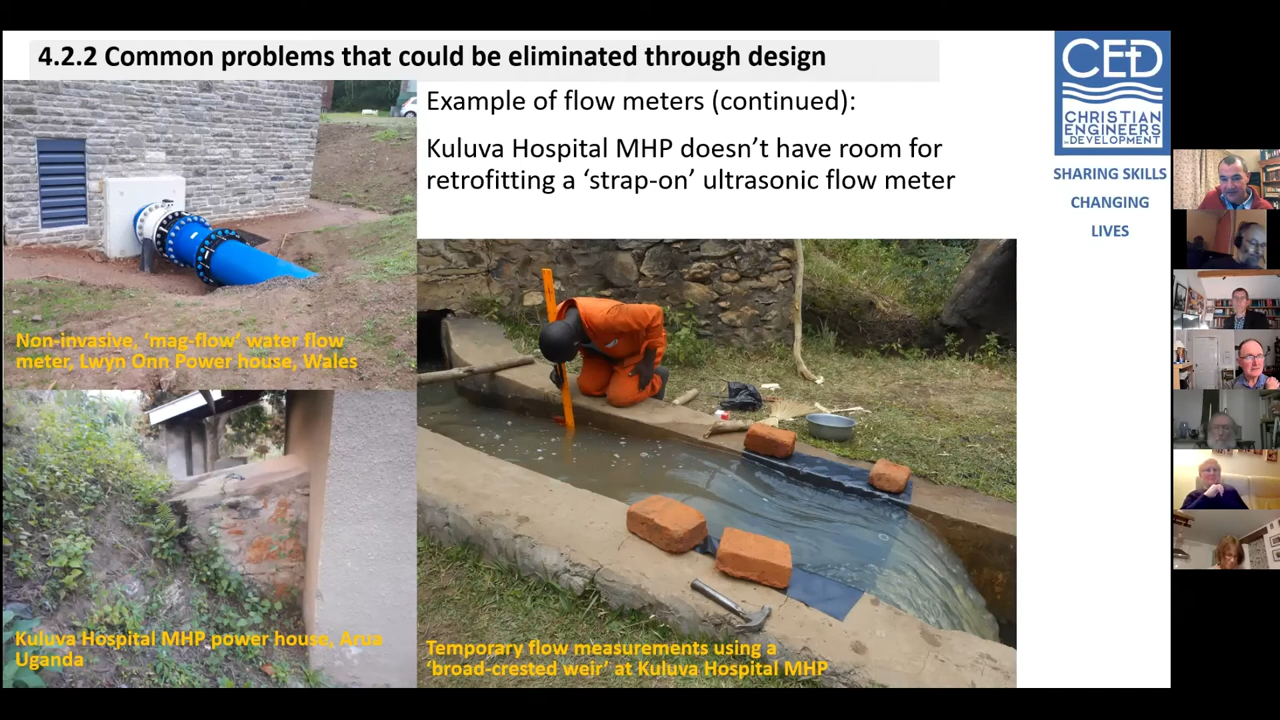 4.2.2 Common problems that could be eliminated through design
Example of flow meters (continued):
Kuluva Hospital MHP doesn’t have room for
retrofitting a ‘strap-on’ ultrasonic flow meter
CED
CHRISTIAN
ENGINEERS
IN DEVELOPMENT
SHARING SKILLS
CHANGING
LIVES
Non-invasive, ‘mag-flow’ water flow
meter, Lwyn Onn Power house, Wales
Kuluva Hospital MHP power house, Arua
Uganda
Temporary flow measurements using a
‘broad-crested weir’ at Kuluva Hospital MHP